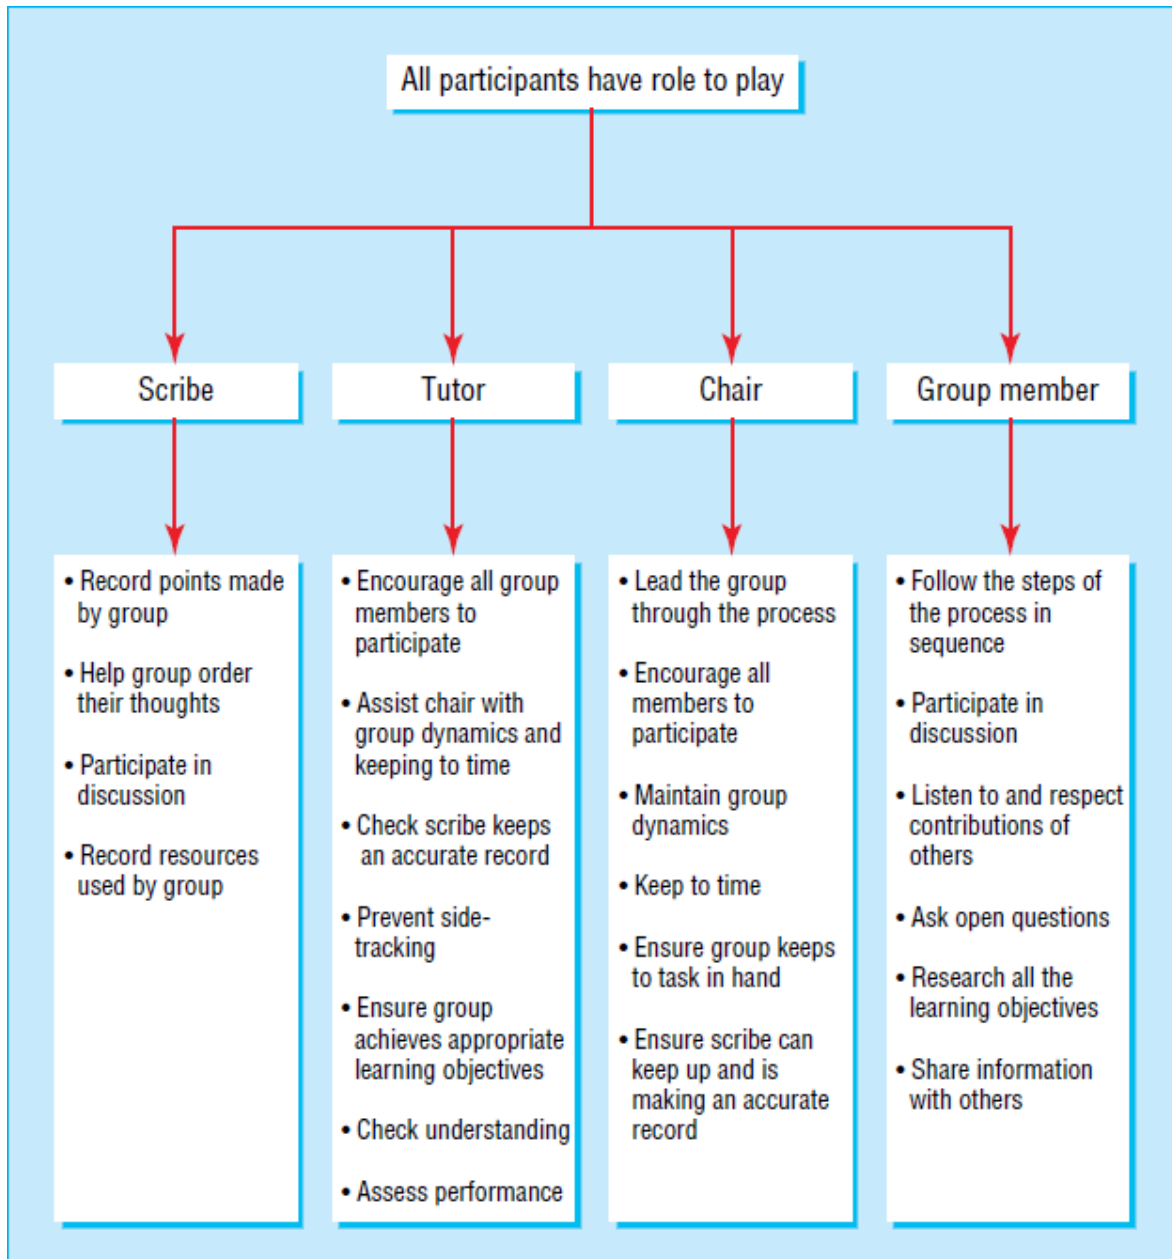 All participants have role to play
Scribe
Tutor
Chair
Group member
• Record points made
by group
• Help group order
their thoughts
• Participate in
discussion
• Record resources
used by group
• Encourage all group
members to
participate
• Assist chair with
group dynamics and
keeping to time
• Check scribe keeps
an accurate record
• Prevent side-
tracking
• Ensure group
achieves appropriate
learning objectives
• Check understanding
• Assess performance
• Lead the group
through the process
• Encourage all
members to
participate
• Maintain group
dynamics
• Keep to time
• Ensure group keeps
to task in hand
• Ensure scribe can
keep up and is
making an accurate
record
• Follow the steps of
the process in
sequence
• Participate in
discussion
• Listen to and respect
contributions of
others
• Ask open questions
• Research all the
learning objectives
• Share information
with others